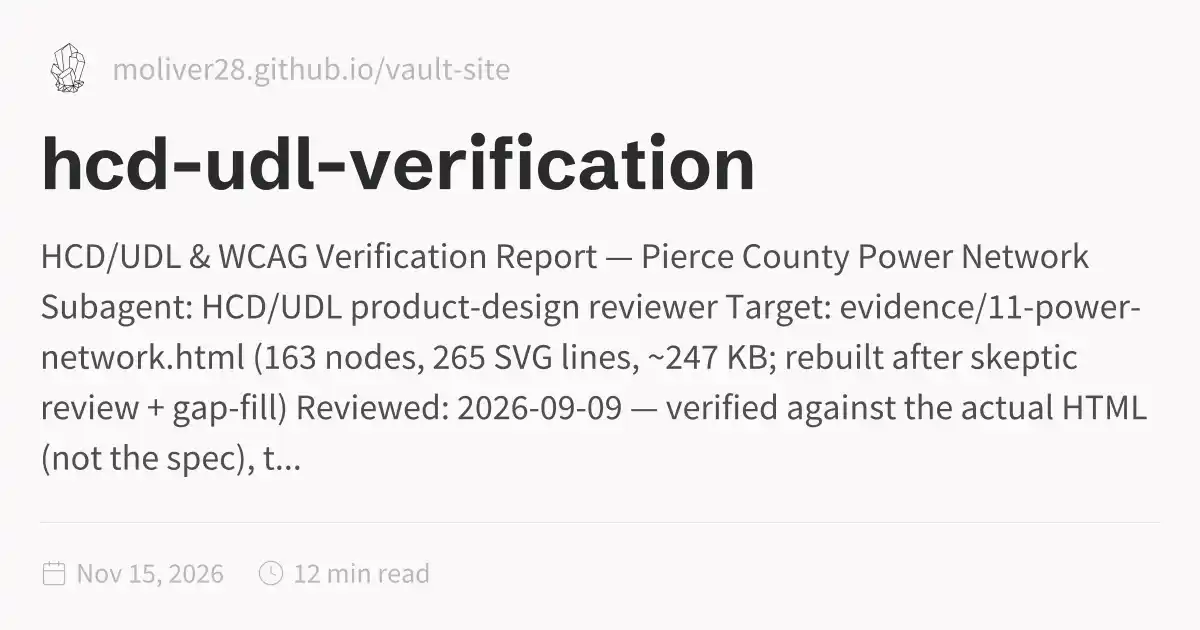 moliver28.github.io/vault-site
hcd-udl-verification
HCD/UDL & WCAG Verification Report — Pierce County Power Network
Subagent: HCD/UDL product-design reviewer Target: evidence/11-power-
network.html (163 nodes, 265 SVG lines, ~247 KB; rebuilt after skeptic
review + gap-fill) Reviewed: 2026-09-09 — verified against the actual HTML
(not the spec), t...
Nov 15, 2026
12 min read